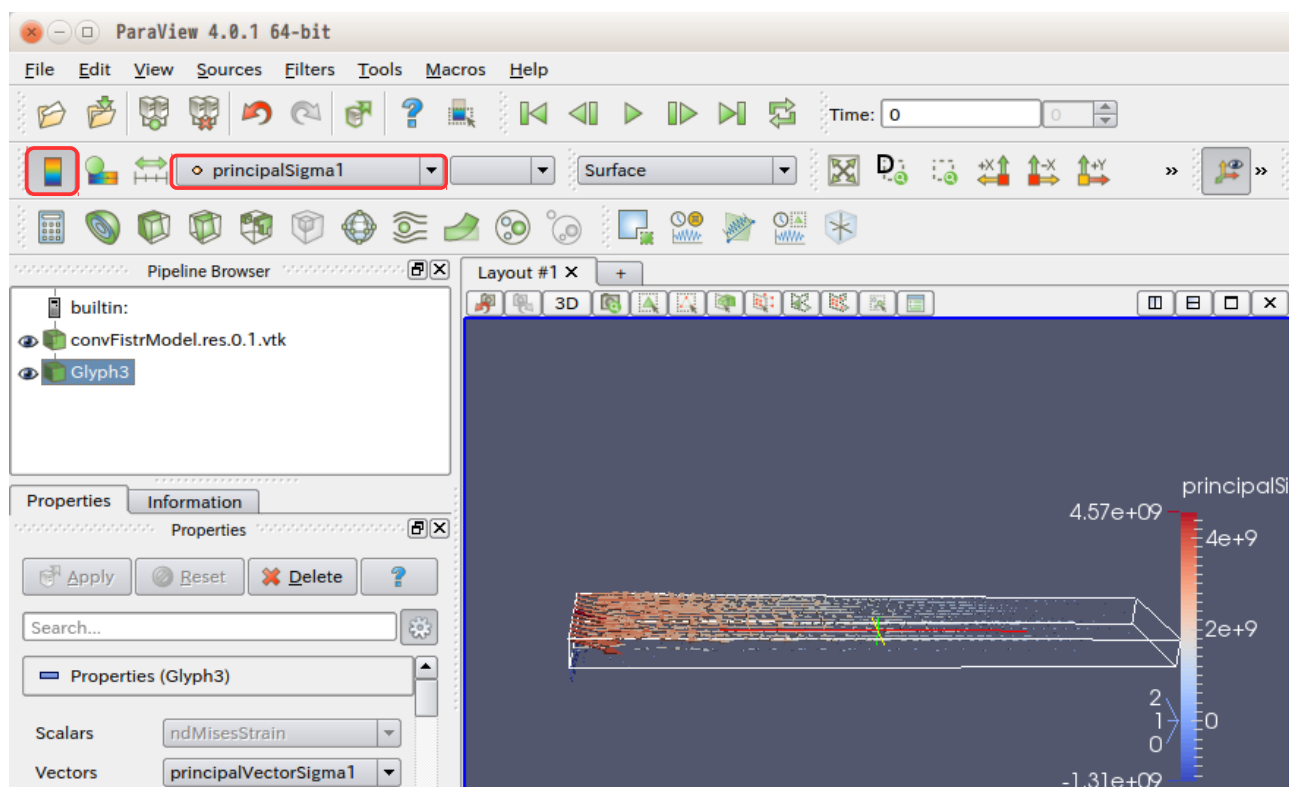 ParaView 4.0.1 64-bit
File Edit View Sources Filters Tools Macros Help
Time: 0 0
principalSigma1 Surface D +X -X +Y » »
Pipeline Browser
Layout #1 X +
3D
builtin:
convFistrModel.res.0.1.vtk
Glyph3
Properties Information
Properties
Apply Reset Delete ?
Search...
Properties (Glyph3)
Scalars ndMisesStrain
Vectors principalVectorSigma1
principalSi
4.57e+09
4e+9
2e+9
2
1
0
0
-1.31e+09